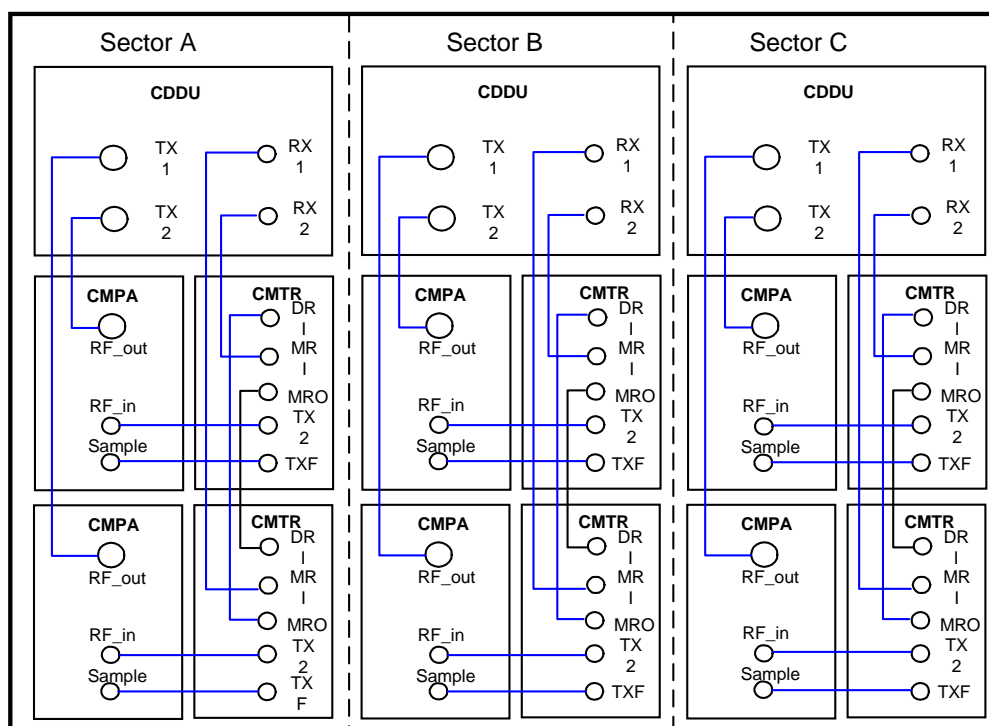 Sector A
Sector B
Sector C
CDDU
TX
1
RX
1
TX
2
RX
2
CDDU
TX
1
RX
1
TX
2
RX
2
CDDU
TX
1
RX
1
TX
2
RX
2
CMPA
RF_out
RF_in
Sample
CMTR
DR
I
MR
I
MRO
TX
2
TXF
CMPA
RF_out
RF_in
Sample
CMTR
DR
I
MR
I
MRO
TX
2
TXF
CMPA
RF_out
RF_in
Sample
CMTR
DR
I
MR
I
MRO
TX
2
TXF
CMPA
RF_out
RF_in
Sample
CMTR
DR
I
MR
I
MRO
TX
2
TX
F
CMPA
RF_out
RF_in
Sample
CMTR
DR
I
MR
I
MRO
TX
2
TXF
CMPA
RF_out
RF_in
Sample
CMTR
DR
I
MR
I
MRO
TX
2
TXF